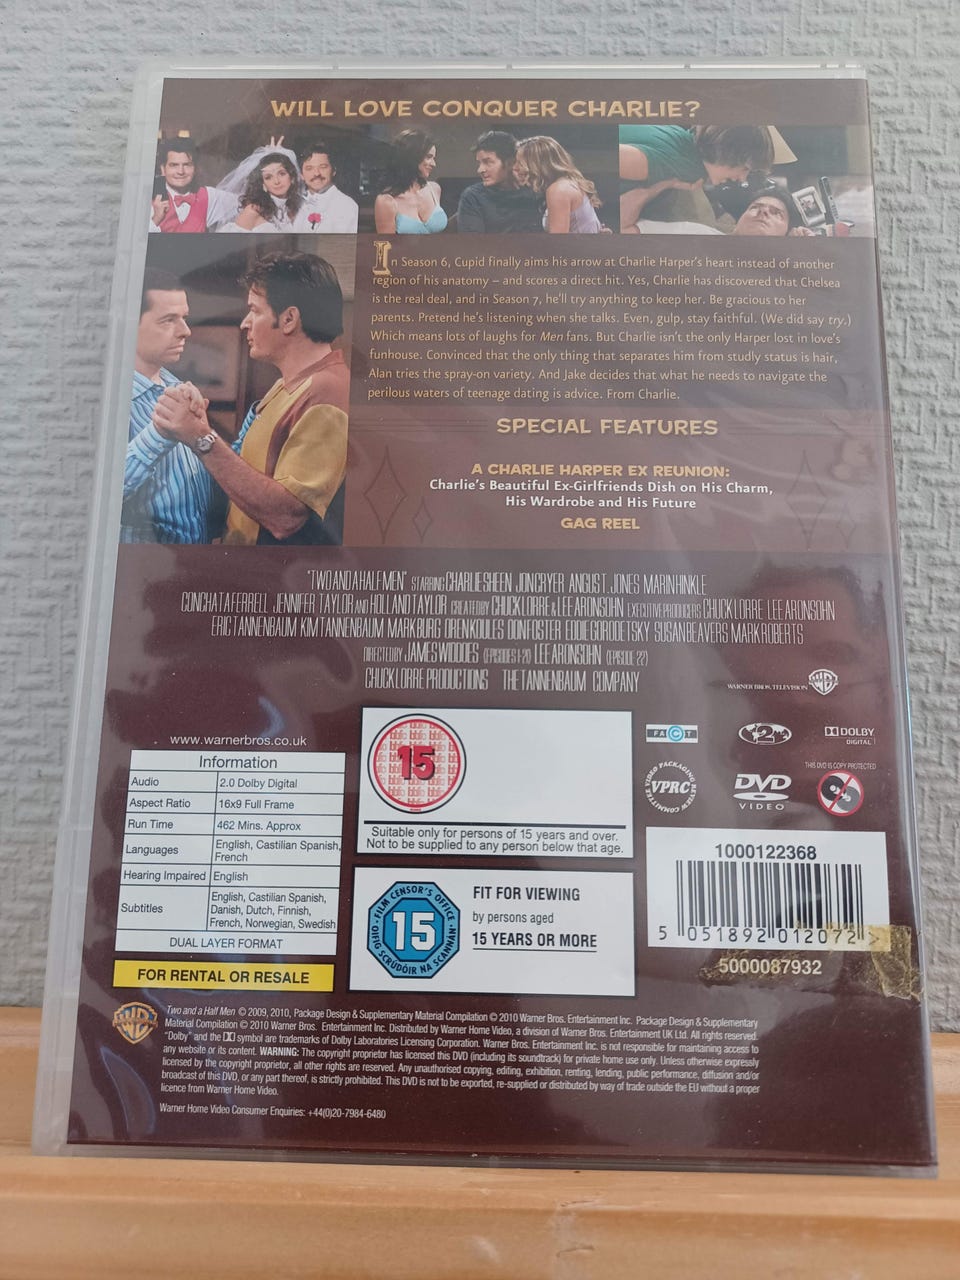 WILL LOVE CONQUER CHARLIE?
In Season 6, Cupid finally aims his arrow at Charlie Harper's heart instead of another
region of his anatomy – and scores a direct hit. Yes, Charlie has discovered that Chelsea
is the real deal, and in Season 7, he'll try anything to keep her. Be gracious to her
parents. Pretend he's listening when she talks. Even, gulp, stay faithful. (We did say try.)
Which means lots of laughs for Men fans. But Charlie isn't the only Harper lost in love's
funhouse. Convinced that the only thing that separates him from studly status is hair,
Alan tries the spray-on variety. And Jake decides that what he needs to navigate the
perilous waters of teenage dating is advice. From Charlie.
SPECIAL FEATURES
A CHARLIE HARPER EX REUNION:
Charlie's Beautiful Ex-Girlfriends Dish on His Charm,
His Wardrobe and His Future
GAG REEL
"TWO AND A HALF MEN" STARRING CHARLIE SHEEN JON CRYER ANGUS T. JONES MARIN HINKLE
CONCHATA FERRELL JENNIFER TAYLOR AND HOLLAND TAYLOR CREATED BY CHUCK LORRE & LEE ARONSOHN EXECUTIVE PRODUCERS CHUCK LORRE LEE ARONSOHN
ERIC TANNENBAUM KIM TANNENBAUM MARK BURG OREN KOULES DON FOSTER EDDIE GORODETSKY SUSAN BEAVERS MARK ROBERTS
DIRECTED BY JAMES WIDDOES (EPISODES 1-21) LEE ARONSOHN (EPISODE 22)
CHUCK LORRE PRODUCTIONS THE TANNENBAUM COMPANY
WARNER BROS. TELEVISION
www.warnerbros.co.uk
Information
Audio 2.0 Dolby Digital
Aspect Ratio 16x9 Full Frame
Run Time 462 Mins. Approx
Languages English, Castilian Spanish,
French
Hearing Impaired English
Subtitles English, Castilian Spanish,
Danish, Dutch, Finnish,
French, Norwegian, Swedish
DUAL LAYER FORMAT
FOR RENTAL OR RESALE
15
Suitable only for persons of 15 years and over.
Not to be supplied to any person below that age.
FILM CENSOR'S OFFICE
15
OIFIG SCRÚDÓIR NA SCANNÁN
FIT FOR VIEWING
by persons aged
15 YEARS OR MORE
FACT
2
DOLBY
DIGITAL
VIDEO PACKAGING REVIEW COMMITTEE
VPRC
DVD
VIDEO
THIS DVD IS COPY PROTECTED
1000122368
5 051892 012072 >
5000087932
Two and a Half Men © 2009, 2010, Package Design & Supplementary Material Compilation © 2010 Warner Bros. Entertainment Inc. Package Design & Supplementary
Material Compilation © 2010 Warner Bros. Entertainment Inc. Distributed by Warner Home Video, a division of Warner Bros. Entertainment UK Ltd. All rights reserved.
"Dolby" and the DD symbol are trademarks of Dolby Laboratories Licensing Corporation. Warner Bros. Entertainment Inc. is not responsible for maintaining access to
any website or its content. WARNING: The copyright proprietor has licensed this DVD (including its soundtrack) for private home use only. Unless otherwise expressly
licensed by the copyright proprietor, all other rights are reserved. Any unauthorised copying, editing, exhibition, renting, lending, public performance, diffusion and/or
broadcast of this DVD, or any part thereof, is strictly prohibited. This DVD is not to be exported, re-supplied or distributed by way of trade outside the EU without a proper
licence from Warner Home Video.
Warner Home Video Consumer Enquiries: +44(0)20-7984-6480